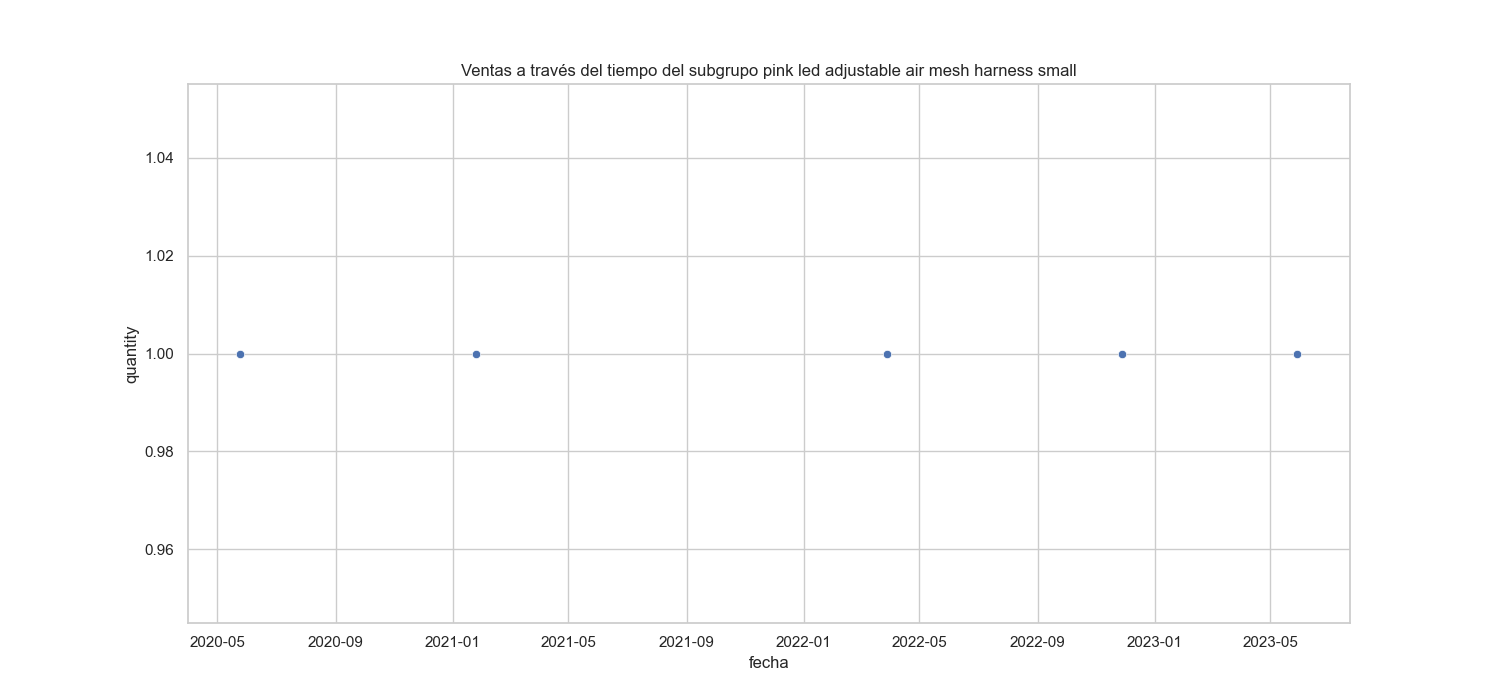 Ventas a través del tiempo del subgrupo pink led adjustable air mesh harness small
1.04
1.02
1.00
0.98
0.96
quantity
2020-05 2020-09 2021-01 2021-05 2021-09 2022-01 2022-05 2022-09 2023-01 2023-05
fecha